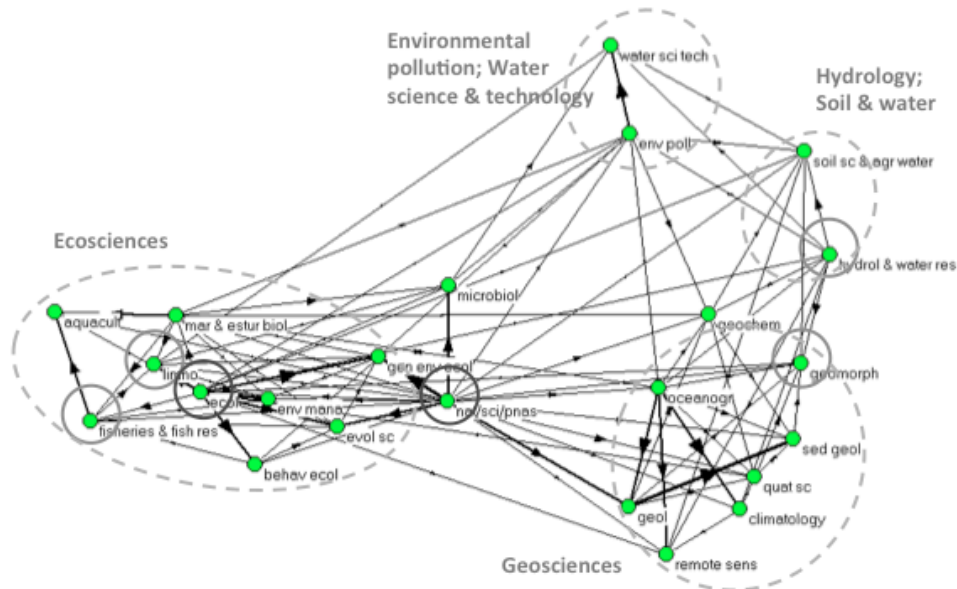 Environmental
pollution; Water
science & technology
water sci tech
Hydrology;
Soil & water
env poll
soil sc & agr water
Ecosciences
hydrol & water res
microbiol
aquacult
mar & estur biol
geochem
limno
gen env ecol
geomorph
ecol
env mana
nat/sci/pnas
oceanogr
fisheries & fish res
evol sc
sed geol
behav ecol
quat sc
geol
climatology
Geosciences
remote sens